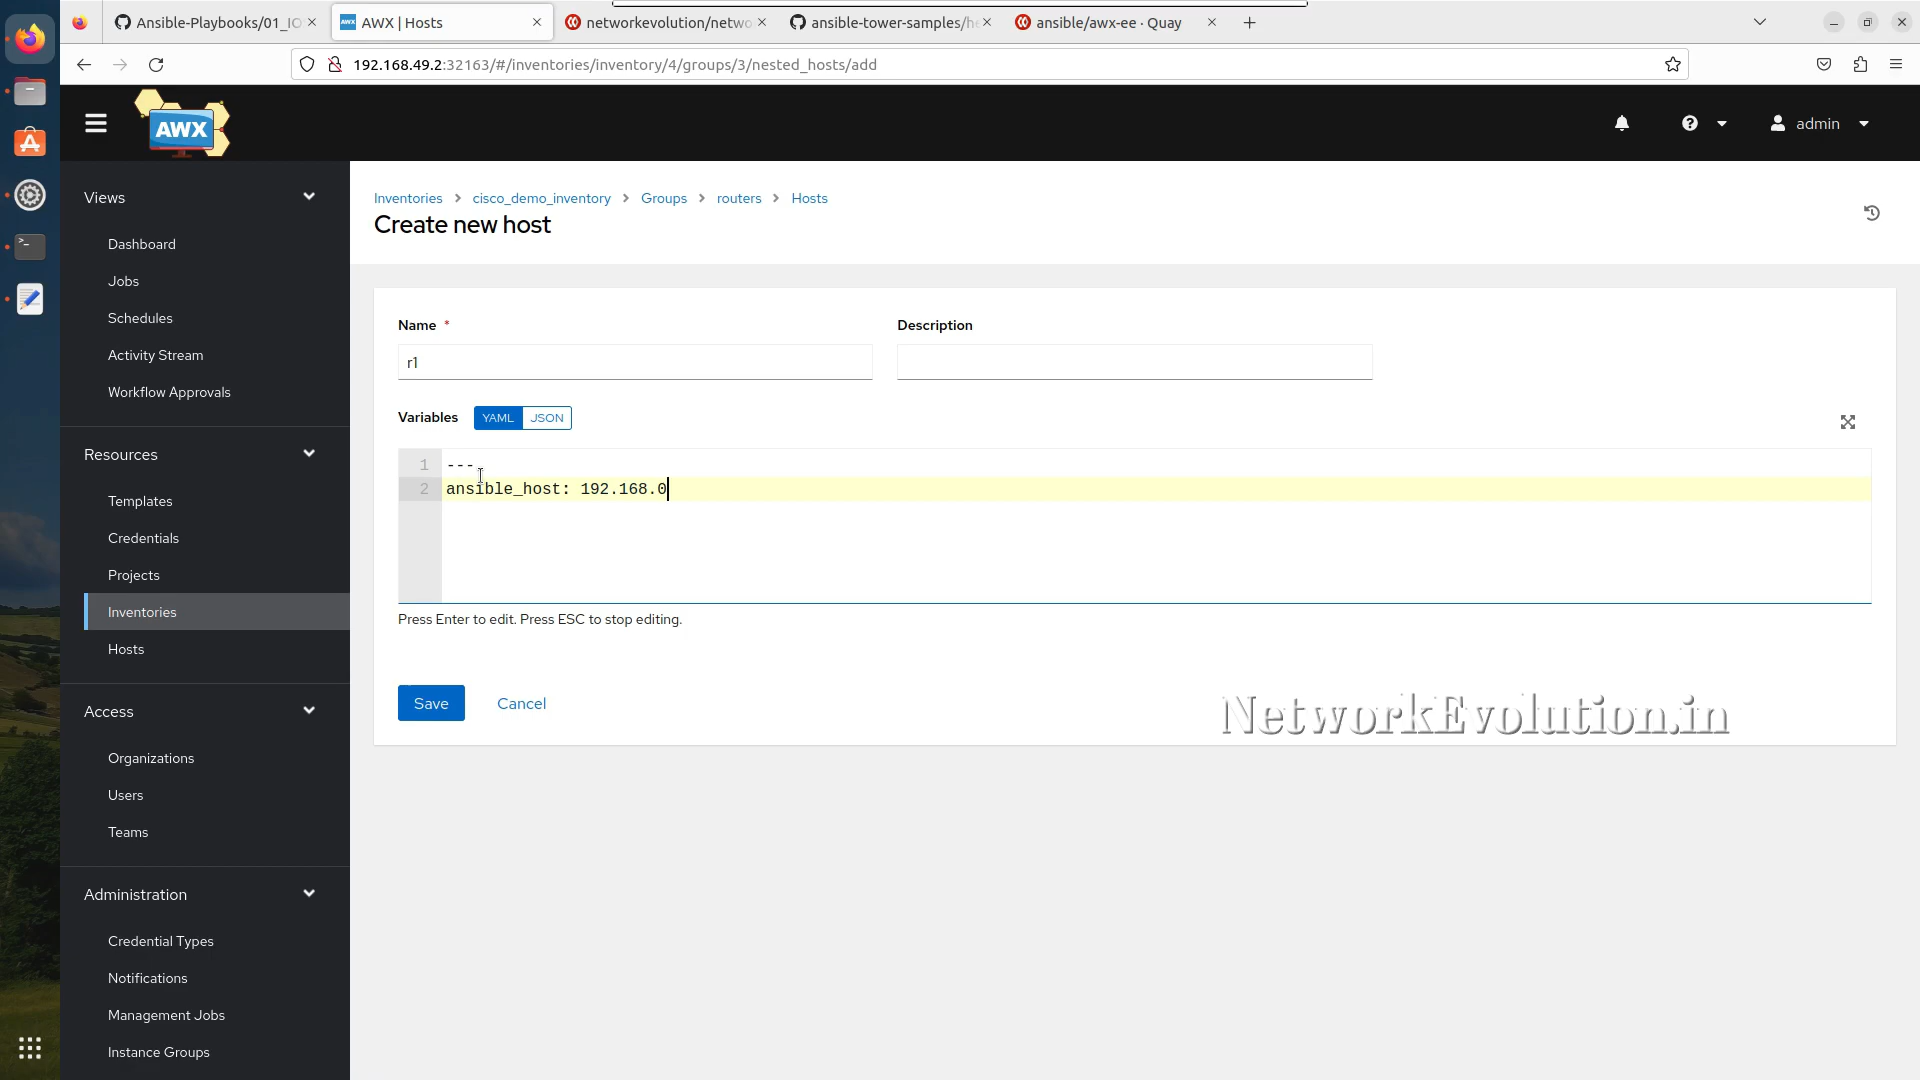 Ansible-Playbooks/01_IO
AWX | Hosts
networkevolution/netwo
ansible-tower-samples/he
ansible/awx-ee · Quay
192.168.49.2:32163/#/inventories/inventory/4/groups/3/nested_hosts/add
AWX
admin
Views
Dashboard
Jobs
Schedules
Activity Stream
Workflow Approvals
Resources
Templates
Credentials
Projects
Inventories
Hosts
Access
Organizations
Users
Teams
Administration
Credential Types
Notifications
Management Jobs
Instance Groups
Inventories > cisco_demo_inventory > Groups > routers > Hosts
Create new host
Name *
Description
r1
Variables YAML JSON
1 ---
2 ansible_host: 192.168.0
Press Enter to edit. Press ESC to stop editing.
Save Cancel
NetworkEvolution.in